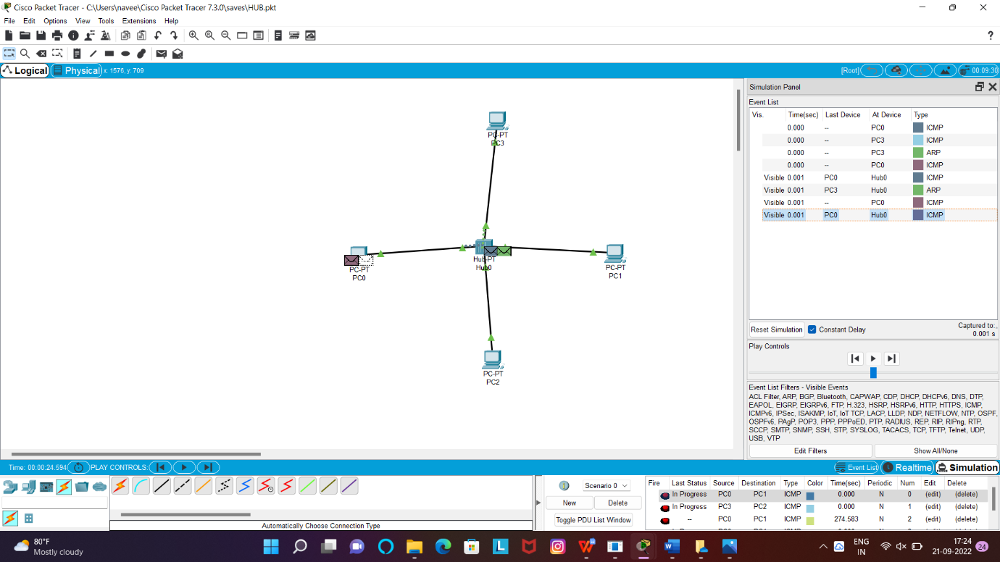 Cisco Packet Tracer - C:\Users\navee\Cisco Packet Tracer 7.3.0\saves\HUB.pkt
File Edit Options View Tools Extensions Help
?
Logical Physical x: 1576, y: 709 [Root] 00:09:30
Simulation Panel
Event List
Vis. Time(sec) Last Device At Device Type
0.000 -- PC0 ICMP
0.000 -- PC3 ICMP
0.000 -- PC3 ARP
0.000 -- PC0 ICMP
Visible 0.001 PC0 Hub0 ICMP
Visible 0.001 PC3 Hub0 ARP
Visible 0.001 -- PC0 ICMP
Visible 0.001 PC0 Hub0 ICMP
PC-PT
PC3
PC-PT
PC0
Hub-PT
Hub0
PC-PT
PC1
PC-PT
PC2
Reset Simulation Constant Delay Captured to:
0.001 s
Play Controls
Event List Filters - Visible Events
ACL Filter, ARP, BGP, Bluetooth, CAPWAP, CDP, DHCP, DHCPv6, DNS, DTP,
EAPOL, EIGRP, EIGRPv6, FTP, H.323, HSRP, HSRPv6, HTTP, HTTPS, ICMP,
ICMPv6, IPSec, ISAKMP, IoT, IoT TCP, LACP, LLDP, NDP, NETFLOW, NTP, OSPF,
OSPFv6, PAgP, POP3, PPP, PPPoED, PTP, RADIUS, REP, RIP, RIPng, RTP,
SCCP, SMTP, SNMP, SSH, STP, SYSLOG, TACACS, TCP, TFTP, Telnet, UDP,
USB, VTP
Edit Filters Show All/None
Time: 00:00:24.594 PLAY CONTROLS: Event List Realtime Simulation
Scenario 0
New Delete
Toggle PDU List Window
Fire Last Status Source Destination Type Color Time(sec) Periodic Num Edit Delete
In Progress PC0 PC1 ICMP 0.000 N 0 (edit) (delete)
In Progress PC3 PC2 ICMP 0.000 N 1 (edit) (delete)
-- PC0 PC1 ICMP 274.583 N 2 (edit) (delete)
Automatically Choose Connection Type
80°F
Mostly cloudy
ENG
IN
17:24
21-09-2022
24